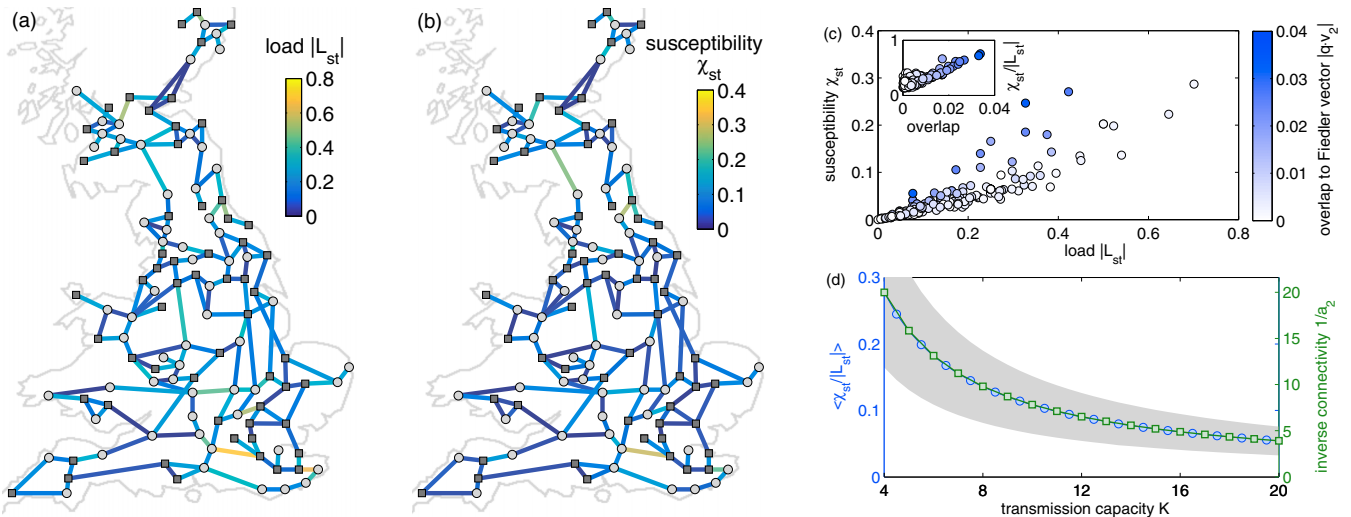 (a)
load |L_st|
0.8
0.6
0.4
0.2
0
(b)
susceptibility
χ_st
0.4
0.3
0.2
0.1
0
(c)
susceptibility χ_st
0.4
0.3
0.2
0.1
0
0 0.2 0.4 0.6 0.8
load |L_st|
1
0
0 0.02 0.04
overlap
χ_st/|L_st|
0.04
0.03
0.02
0.01
0
overlap to Fiedler vector |q·v_2|
(d)
<χ_st/|L_st|>
0.3
0.2
0.1
0
4 8 12 16 20
transmission capacity K
20
15
10
5
0
inverse connectivity 1/a_2